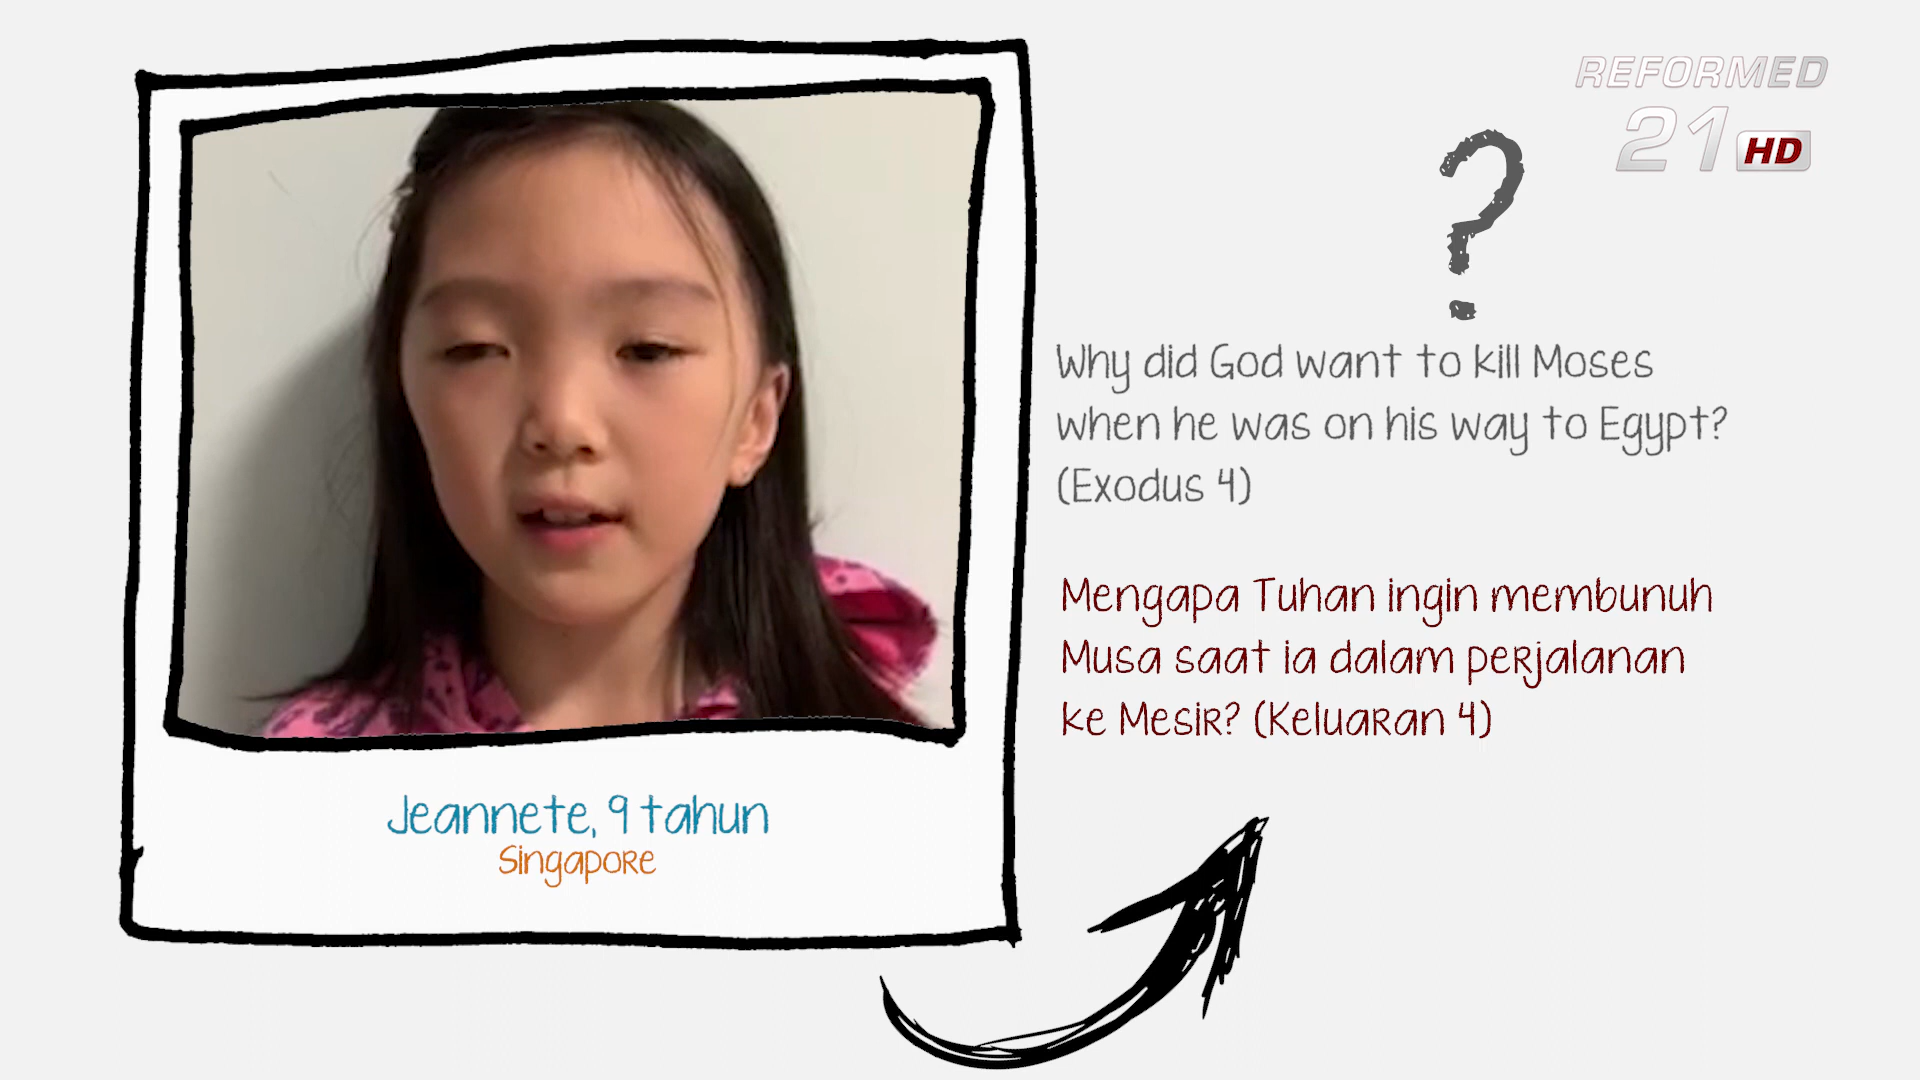 REFORMED
21 HD
?
Why did God want to kill Moses
when he was on his way to Egypt?
(Exodus 4)
Mengapa Tuhan ingin membunuh
Musa saat ia dalam perjalanan
ke Mesir? (Keluaran 4)
Jeannete, 9 tahun
Singapore